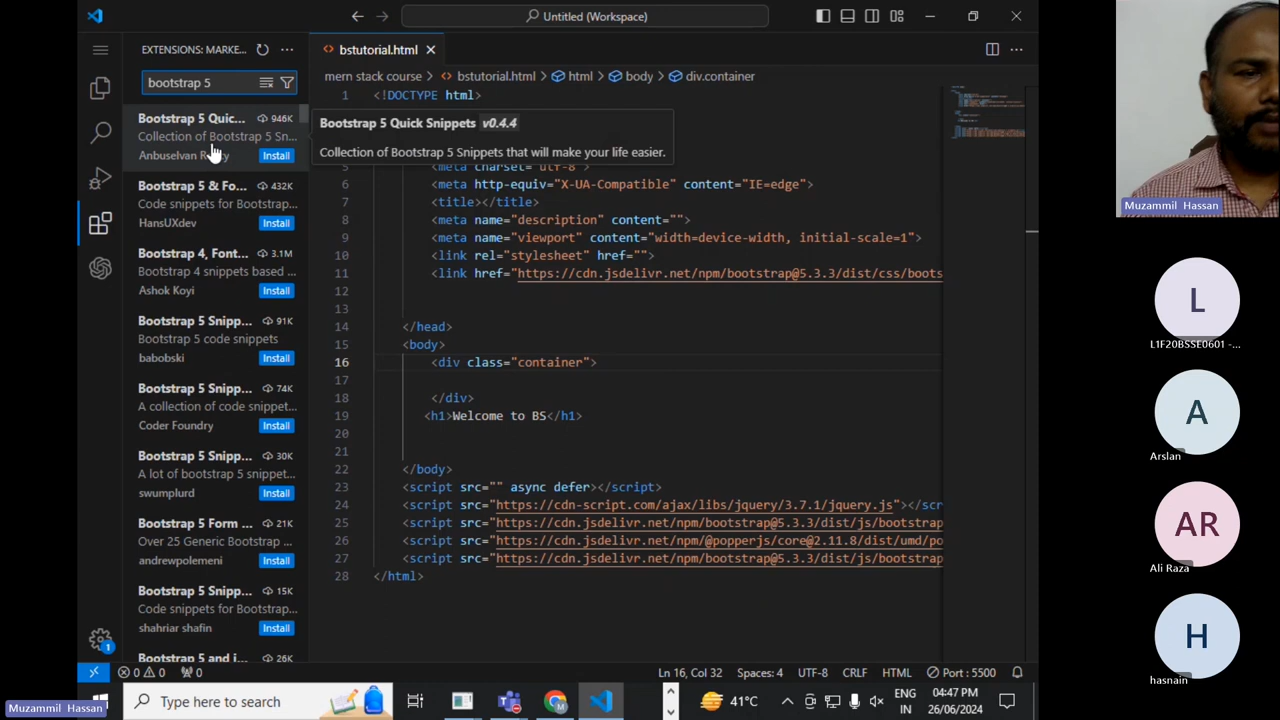 Untitled (Workspace)
EXTENSIONS: MARKE...
bootstrap 5
Bootstrap 5 Quic...
946K
Collection of Bootstrap 5 Sn...
Anbuselvan
Install
Bootstrap 5 & Fo...
432K
Code snippets for Bootstrap...
HansUXdev
Install
Bootstrap 4, Font...
3.1M
Bootstrap 4 snippets based ...
Ashok Koyi
Install
Bootstrap 5 Snipp...
91K
Bootstrap 5 code snippets
babobski
Install
Bootstrap 5 Snipp...
74K
A collection of code snippet...
Coder Foundry
Install
Bootstrap 5 Snipp...
30K
A lot of bootstrap 5 snippet...
swumplurd
Install
Bootstrap 5 Form ...
21K
Over 25 Generic Bootstrap ...
andrewpolemeni
Install
Bootstrap 5 Snipp...
15K
Code snippets for Bootstrap...
shahriar shafin
Install
Bootstrap 5 and i...
26K
bstutorial.html
mern stack course > bstutorial.html > html > body > div.container
1 <!DOCTYPE html>
Bootstrap 5 Quick Snippets v0.4.4
Collection of Bootstrap 5 Snippets that will make your life easier.
5 <meta charset="utf-8">
6 <meta http-equiv="X-UA-Compatible" content="IE=edge">
7 <title></title>
8 <meta name="description" content="">
9 <meta name="viewport" content="width=device-width, initial-scale=1">
10 <link rel="stylesheet" href="">
11 <link href="https://cdn.jsdelivr.net/npm/bootstrap@5.3.3/dist/css/boots
12
13
14 </head>
15 <body>
16 <div class="container">
17
18 </div>
19 <h1>Welcome to BS</h1>
20
21
22 </body>
23 <script src="" async defer></script>
24 <script src="https://cdn-script.com/ajax/libs/jquery/3.7.1/jquery.js"></scr
25 <script src="https://cdn.jsdelivr.net/npm/bootstrap@5.3.3/dist/js/bootstrap
26 <script src="https://cdn.jsdelivr.net/npm/@popperjs/core@2.11.8/dist/umd/po
27 <script src="https://cdn.jsdelivr.net/npm/bootstrap@5.3.3/dist/js/bootstrap
28 </html>
1
0 0 0
Ln 16, Col 32
Spaces: 4
UTF-8
CRLF
HTML
Port : 5500
Type here to search
41°C
ENG
IN
04:47 PM
26/06/2024
Muzammil Hassan
Muzammil Hassan
L
L1F20BSSE0601 -...
A
Arslan
AR
Ali Raza
H
hasnain